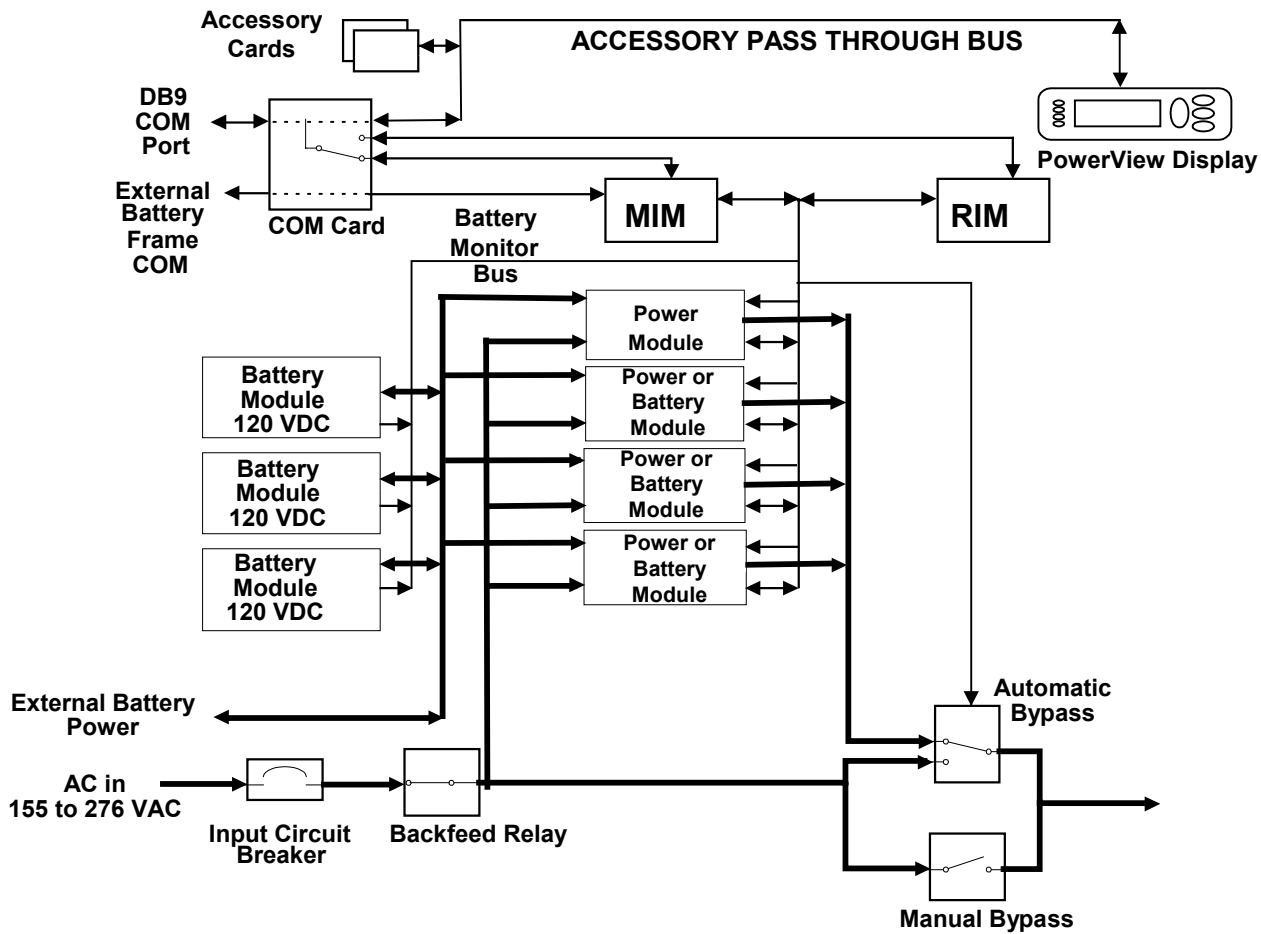 Accessory
Cards
ACCESSORY PASS THROUGH BUS
DB9
COM
Port
PowerView Display
External
Battery
Frame
COM
COM Card
Battery
Monitor
Bus
MIM
RIM
Power
Module
Battery
Module
120 VDC
Power or
Battery
Module
Battery
Module
120 VDC
Power or
Battery
Module
Battery
Module
120 VDC
Power or
Battery
Module
External Battery
Power
Automatic
Bypass
AC in
155 to 276 VAC
Input Circuit
Breaker
Backfeed Relay
Manual Bypass